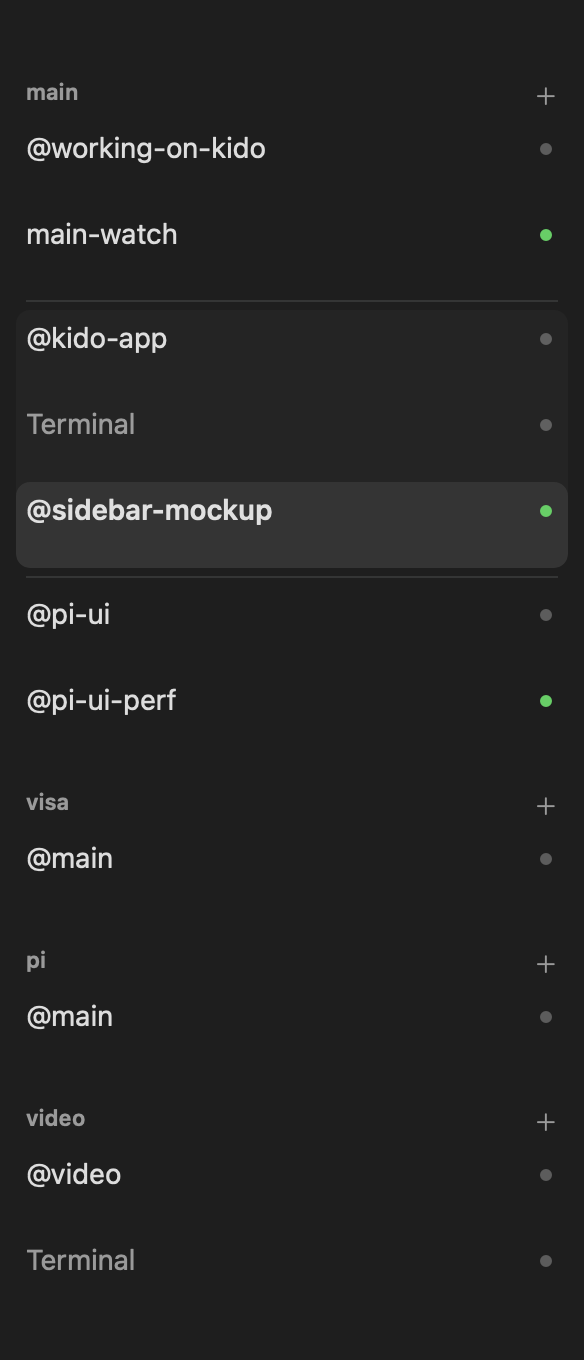 main
@working-on-kido
main-watch
@kido-app
Terminal
@sidebar-mockup
@pi-ui
@pi-ui-perf
visa
@main
pi
@main
video
@video
Terminal